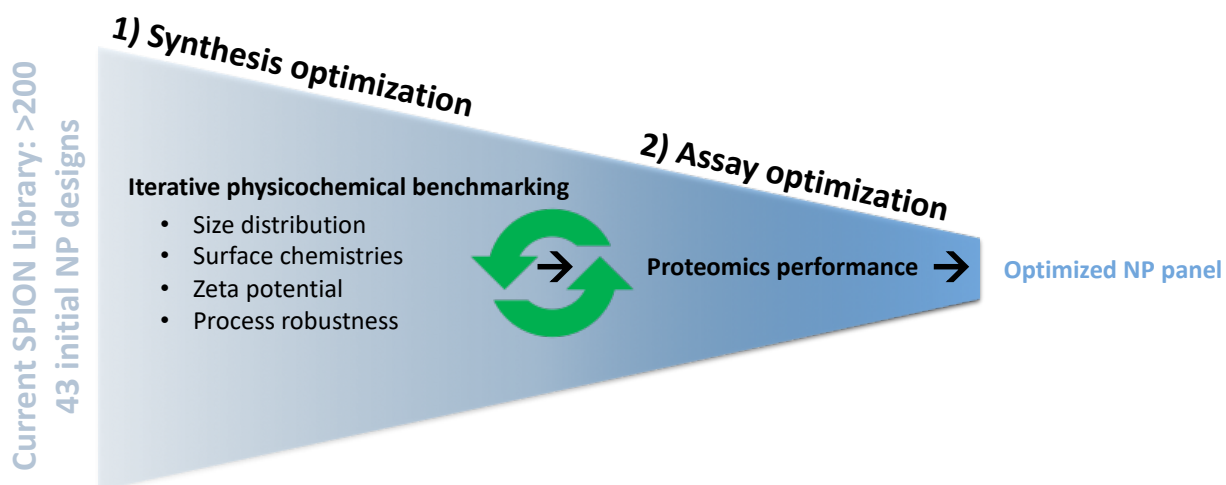 Current SPION Library: >200
43 initial NP designs
1) Synthesis optimization
2) Assay optimization
Iterative physicochemical benchmarking
• Size distribution
• Surface chemistries
• Zeta potential
• Process robustness
Proteomics performance
Optimized NP panel